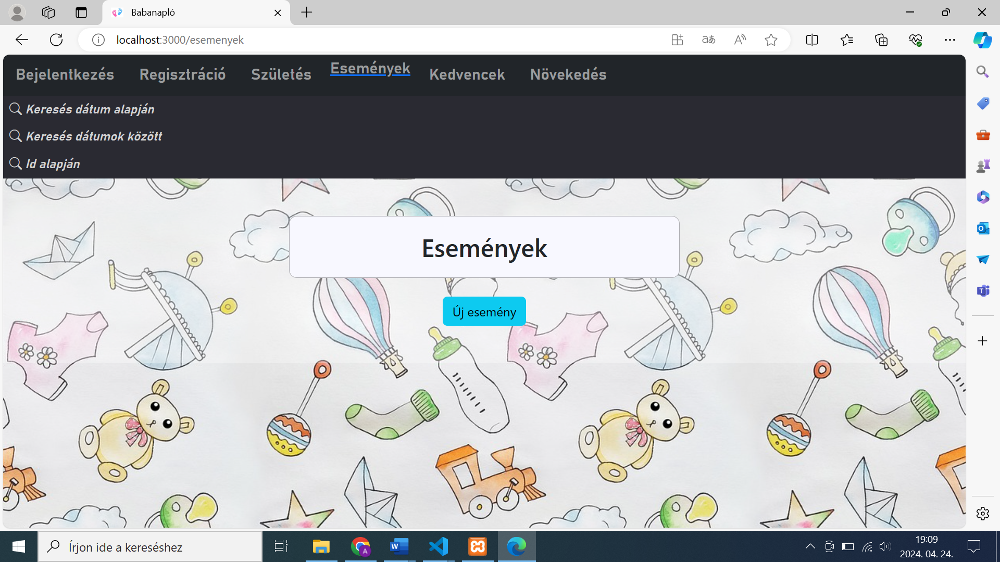 Babanapló
localhost:3000/esemenyek
Bejelentkezés Regisztráció Születés Események Kedvencek Növekedés
Keresés dátum alapján
Keresés dátumok között
Id alapján
Események
Új esemény
Írjon ide a kereséshez
19:09
2024. 04. 24.